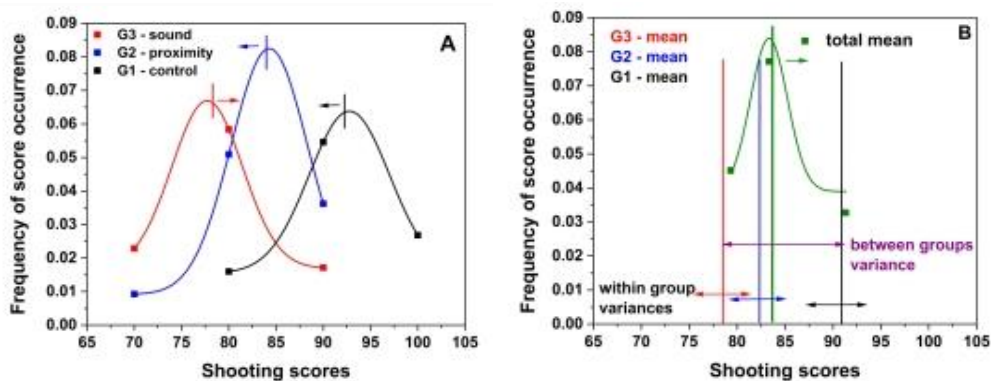 A
G3 - sound
G2 - proximity
G1 - control
Frequency of score occurrence
0.09
0.08
0.07
0.06
0.05
0.04
0.03
0.02
0.01
0.00
65 70 75 80 85 90 95 100 105
Shooting scores
B
G3 - mean
G2 - mean
G1 - mean
total mean
between groups
variance
within group
variances
Frequency of score occurrence
0.09
0.08
0.07
0.06
0.05
0.04
0.03
0.02
0.01
0.00
65 70 75 80 85 90 95 100 105
Shooting scores